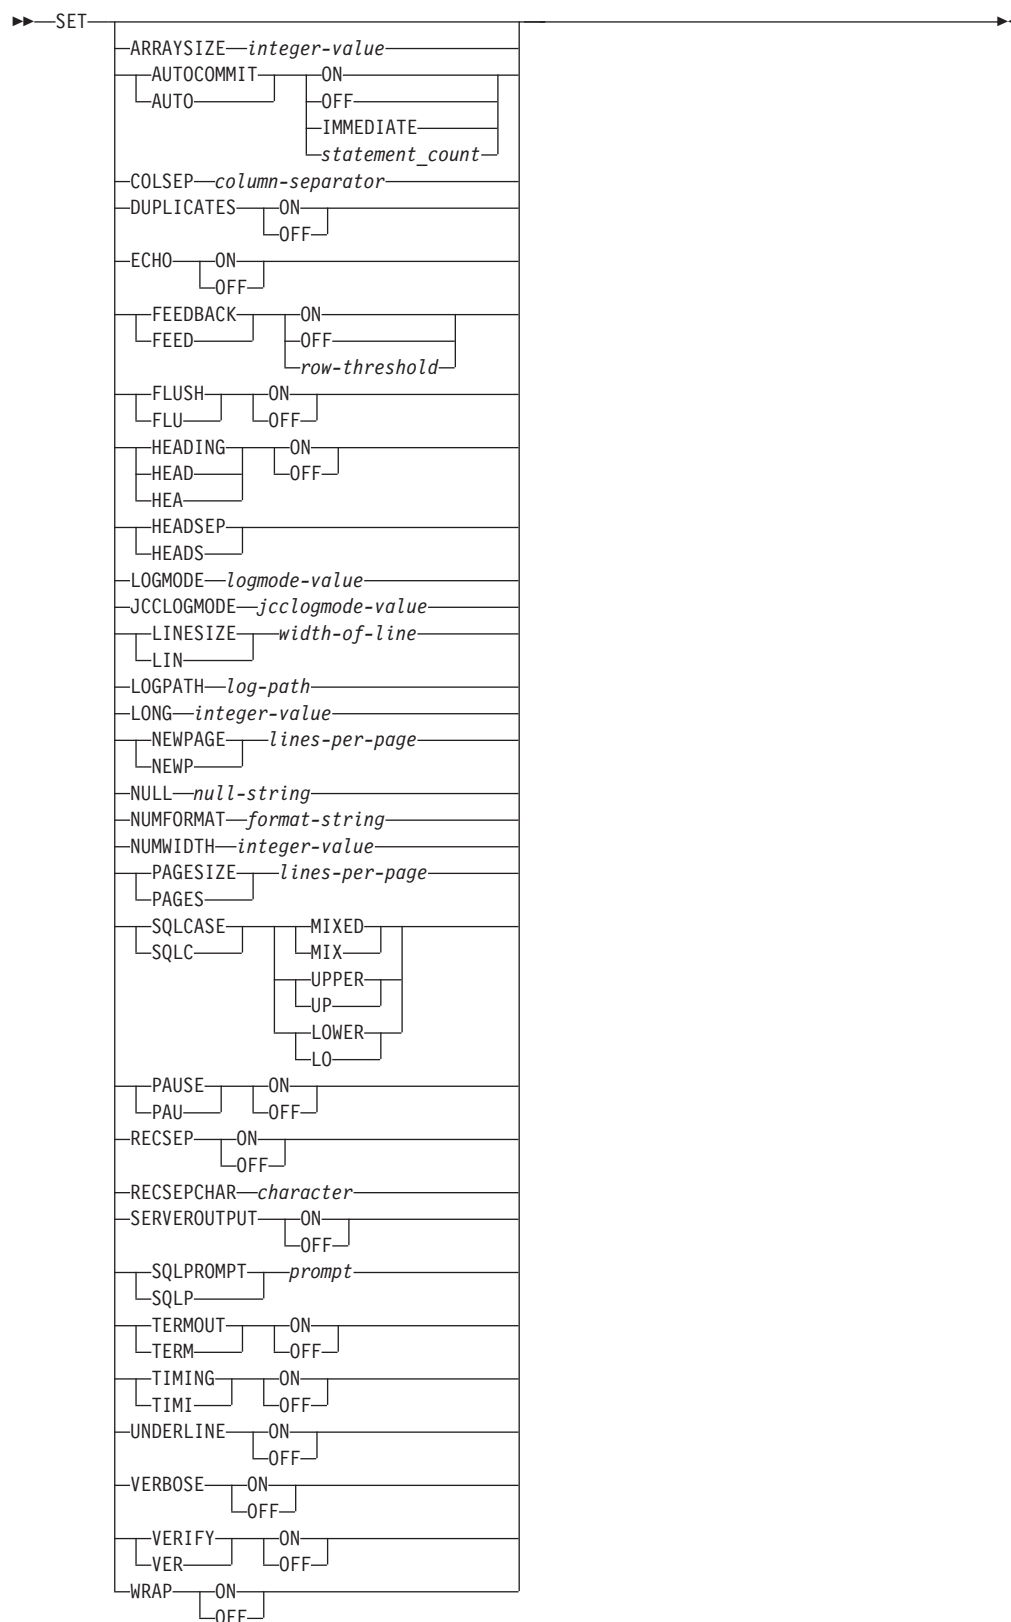 SET
ARRAYSIZE integer-value
AUTOCOMMIT ON
AUTO OFF
IMMEDIATE
statement_count
COLSEP column-separator
DUPLICATES ON
OFF
ECHO ON
OFF
FEEDBACK ON
FEED OFF
row-threshold
FLUSH ON
FLU OFF
HEADING ON
HEAD OFF
HEA
HEADSEP
HEADS
LOGMODE logmode-value
JCCLOGMODE jcclogmode-value
LINESIZE width-of-line
LIN
LOGPATH log-path
LONG integer-value
NEWPAGE lines-per-page
NEWP
NULL null-string
NUMFORMAT format-string
NUMWIDTH integer-value
PAGESIZE lines-per-page
PAGES
SQLCASE MIXED
SQLC MIX
UPPER
UP
LOWER
LO
PAUSE ON
PAU OFF
RECSEP ON
OFF
RECSEPCHAR character
SERVEROUTPUT ON
OFF
SQLPROMPT prompt
SQLP
TERMOUT ON
TERM OFF
TIMING ON
TIMI OFF
UNDERLINE ON
OFF
VERBOSE ON
OFF
VERIFY ON
VER OFF
WRAP ON
OFF